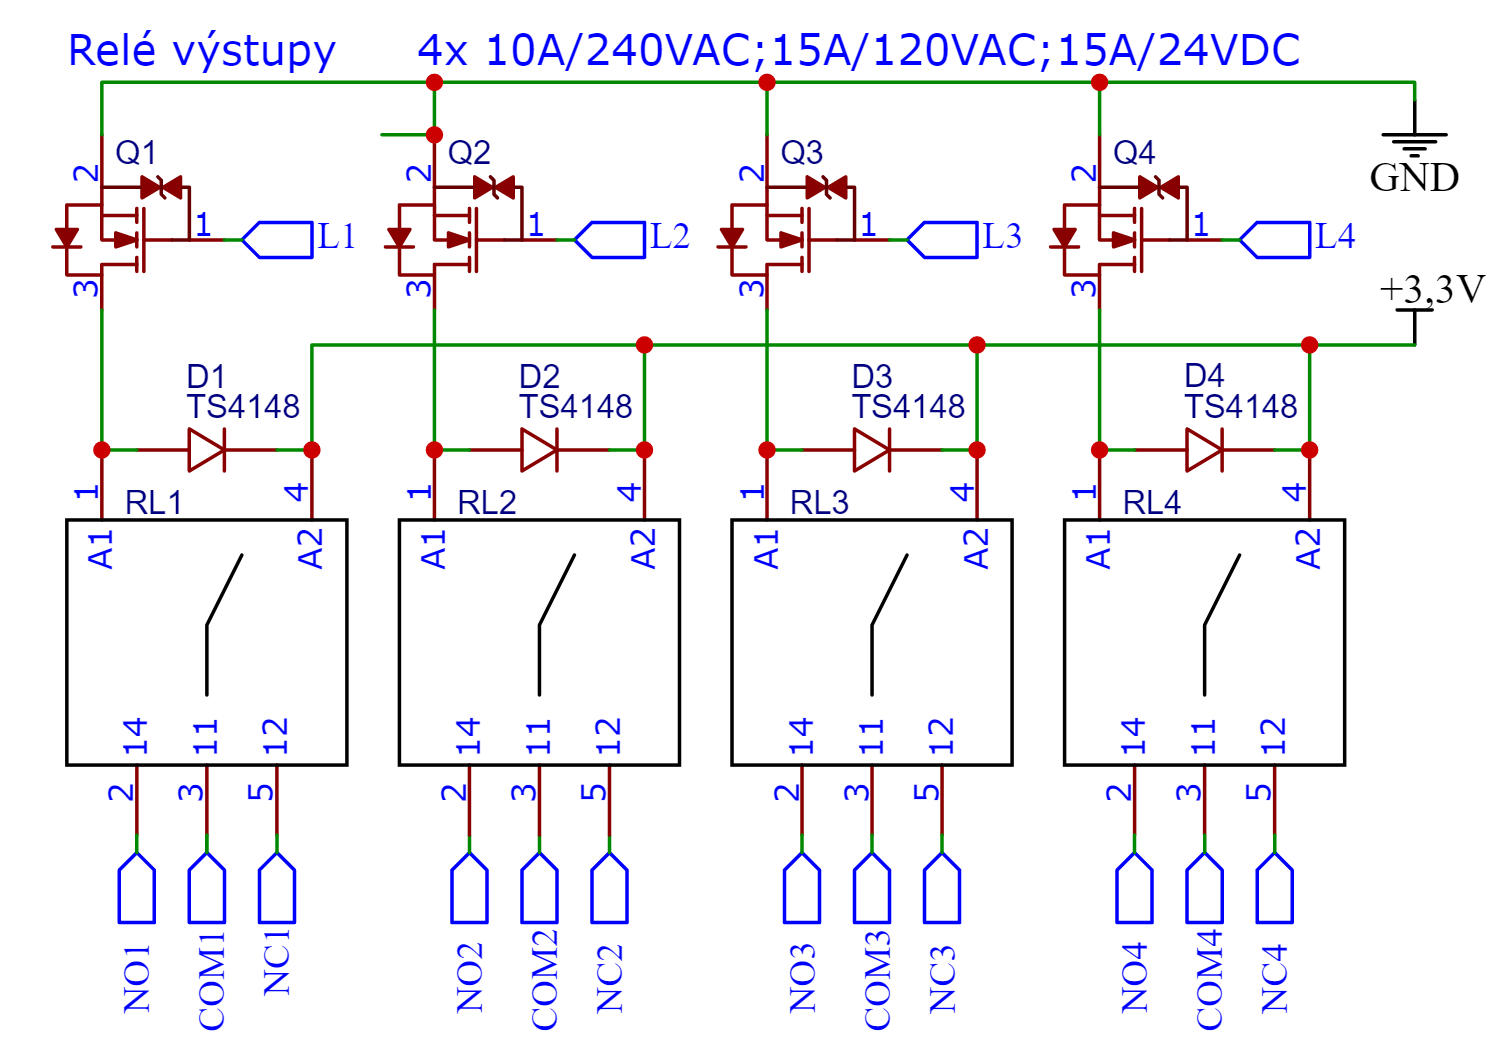 Relé výstupy 4x 10A/240VAC;15A/120VAC;15A/24VDC
Q1 Q2 Q3 Q4
2 2 2 2
GND
1 L1 1 L2 1 L3 1 L4
3 3 3 3
+3,3V
D1 D2 D3 D4
TS4148 TS4148 TS4148 TS4148
1 RL1 4 1 RL2 4 1 RL3 4 1 RL4 4
A1 A2 A1 A2 A1 A2 A1 A2
14 11 12 14 11 12 14 11 12 14 11 12
2 3 5 2 3 5 2 3 5 2 3 5
NO1 COM1 NC1 NO2 COM2 NC2 NO3 COM3 NC3 NO4 COM4 NC4